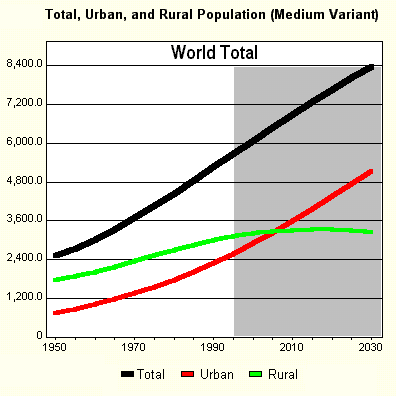 Total, Urban, and Rural Population (Medium Variant)
World Total
8,400.0
7,200.0
6,000.0
4,800.0
3,600.0
2,400.0
1,200.0
0
1950 1970 1990 2010 2030
Total Urban Rural